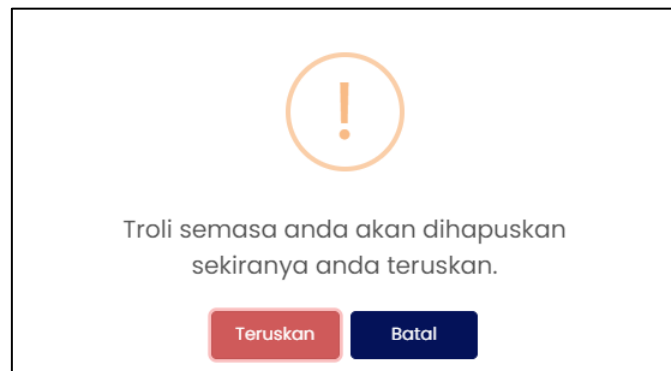 !
Troli semasa anda akan dihapuskan
sekiranya anda teruskan.
Teruskan
Batal